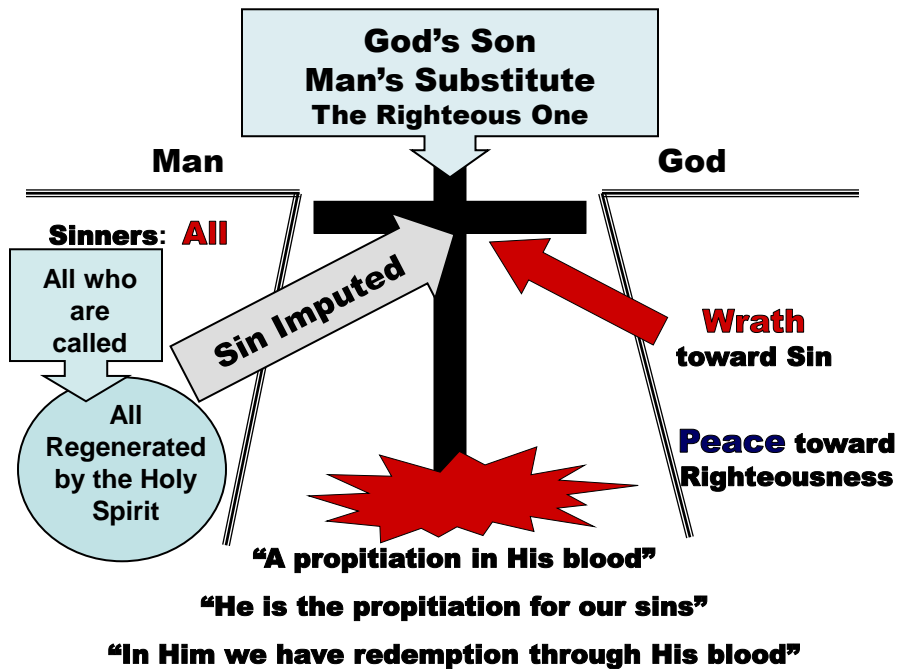 God’s Son
Man’s Substitute
The Righteous One
Man
God
Sinners: All
All who
are
called
Sin Imputed
Wrath
toward Sin
All
Regenerated
by the Holy
Spirit
Peace toward
Righteousness
“A propitiation in His blood”
“He is the propitiation for our sins”
“In Him we have redemption through His blood”